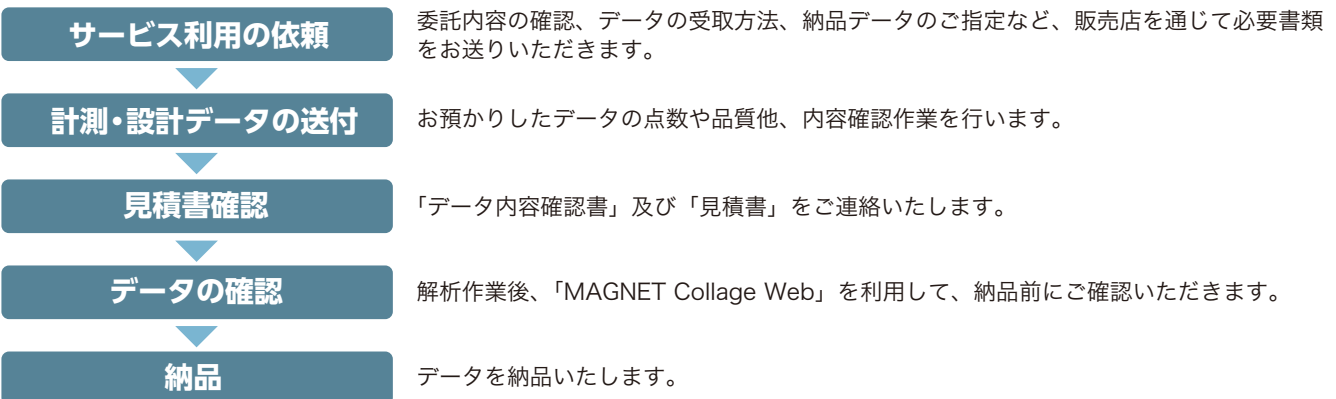 サービス利用の依頼
委託内容の確認、データの受取方法、納品データのご指定など、販売店を通じて必要書類
をお送りいただきます。
計測・設計データの送付
お預かりしたデータの点数や品質他、内容確認作業を行います。
見積書確認
「データ内容確認書」及び「見積書」をご連絡いたします。
データの確認
解析作業後、「MAGNET Collage Web」を利用して、納品前にご確認いただきます。
納品
データを納品いたします。